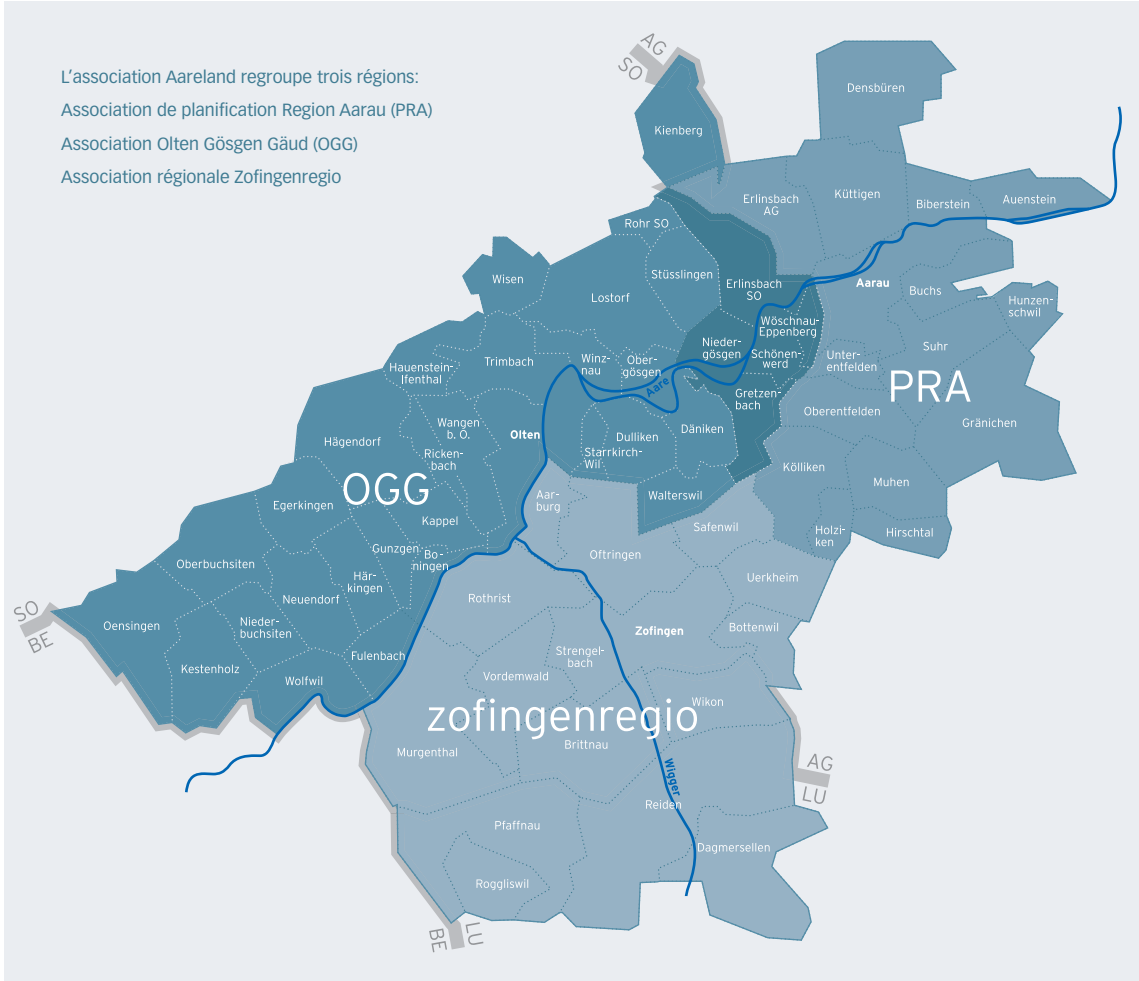 L'association Aareland regroupe trois régions:
Association de planification Region Aarau (PRA)
Association Olten Gösgen Gäud (OGG)
Association régionale Zofingenregio
AG
SO
Kienberg
Densbüren
Erlinsbach
AG
Küttigen
Biberstein
Auenstein
Rohr SO
Stüsslingen
Wisen
Lostorf
Erlinsbach
SO
Aarau
Buchs
Hunzen-
schwil
Wöschnau-
Eppenberg
Nieder-
gösgen
Schönen-
werd
Suhr
Unter-
entfelden
PRA
Hauenstein-
Ifenthal
Trimbach
Winz-
nau
Ober-
gösgen
Aare
Gretzen-
bach
Oberentfelden
Gränichen
Hägendorf
Wangen
b. O.
Olten
Dulliken
Däniken
Starrkirch-
Wil
Ricken-
bach
OGG
Kölliken
Muhen
Egerkingen
Kappel
Aar-
burg
Walterswil
Safenwil
Holzi-
ken
Hirschtal
Oberbuchsiten
Gunzgen
Bo-
ningen
Oftringen
Här-
kingen
Neuendorf
Uerkheim
SO
BE
Oensingen
Nieder-
buchsiten
Rothrist
Zofingen
Bottenwil
Kestenholz
Wolfwil
Fulenbach
Strengel-
bach
Vordemwald
Wikon
zofingenregio
Murgenthal
Brittnau
Wigger
AG
LU
Reiden
Pfaffnau
Dagmersellen
Roggliswil
BE
LU